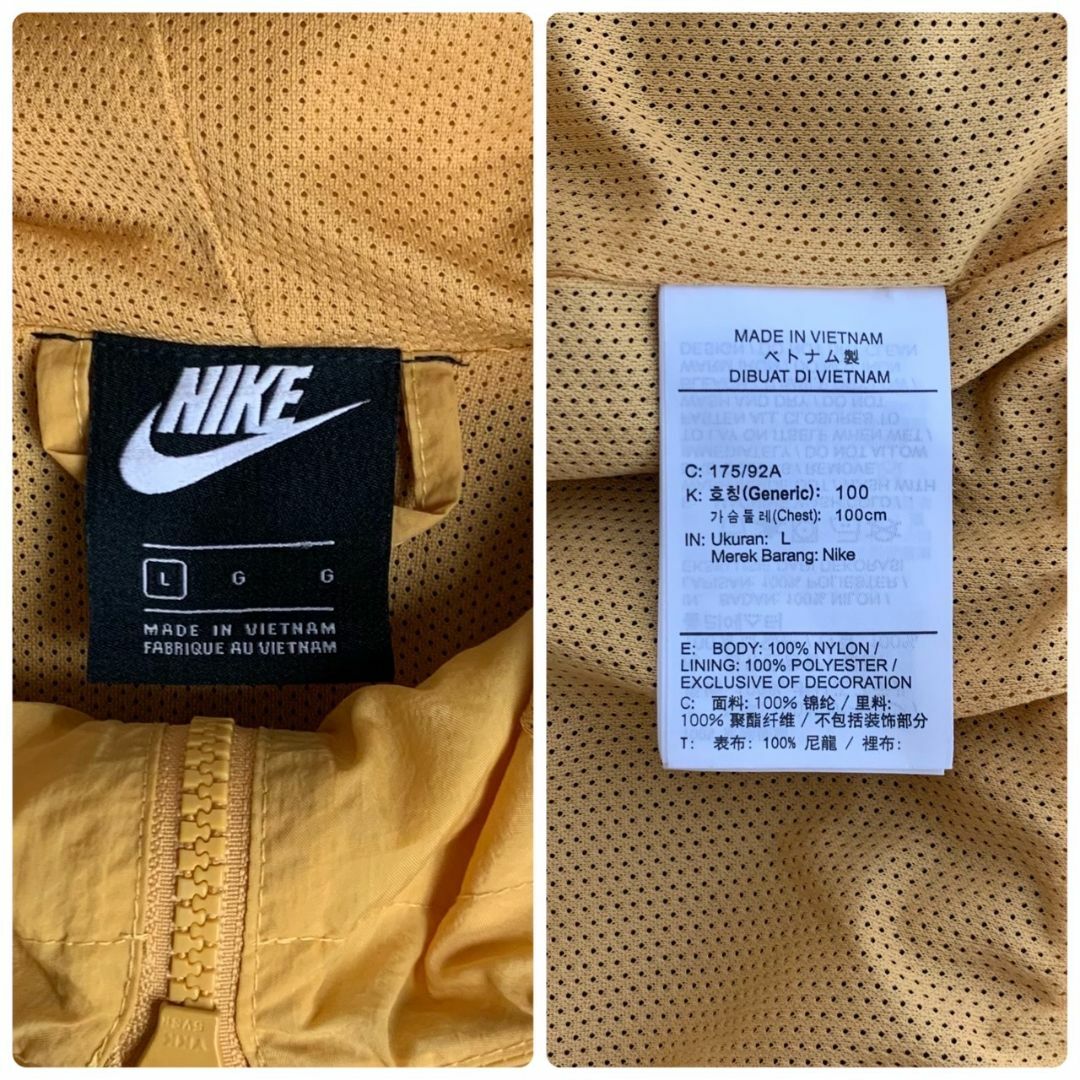 NIKE
L G G
MADE IN VIETNAM
FABRIQUE AU VIETNAM
YKK
5VSR
MADE IN VIETNAM
ベトナム製
DIBUAT DI VIETNAM
C: 175/92A
K: 호칭(Generic): 100
가슴둘레(Chest): 100cm
IN: Ukuran: L
Merek Barang: Nike
E: BODY: 100% NYLON /
LINING: 100% POLYESTER /
EXCLUSIVE OF DECORATION
C: 面料: 100% 锦纶 / 里料:
100% 聚酯纤维 / 不包括装饰部分
T: 表布: 100% 尼龍 / 裡布: